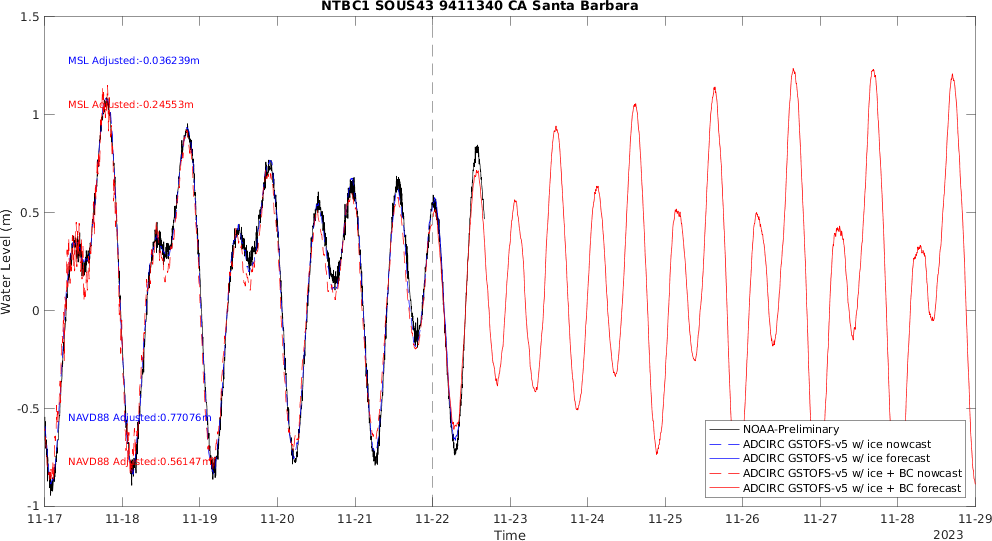 NTBC1 SOUS43 9411340 CA Santa Barbara
1.5
1
0.5
0
-0.5
-1
Water Level (m)
MSL Adjusted:-0.036239m
MSL Adjusted:-0.24553m
NAVD88 Adjusted:0.77076m
NAVD88 Adjusted:0.56147m
NOAA-Preliminary
ADCIRC GSTOFS-v5 w/ ice nowcast
ADCIRC GSTOFS-v5 w/ ice forecast
ADCIRC GSTOFS-v5 w/ ice + BC nowcast
ADCIRC GSTOFS-v5 w/ ice + BC forecast
11-17 11-18 11-19 11-20 11-21 11-22 11-23 11-24 11-25 11-26 11-27 11-28 11-29
Time
2023